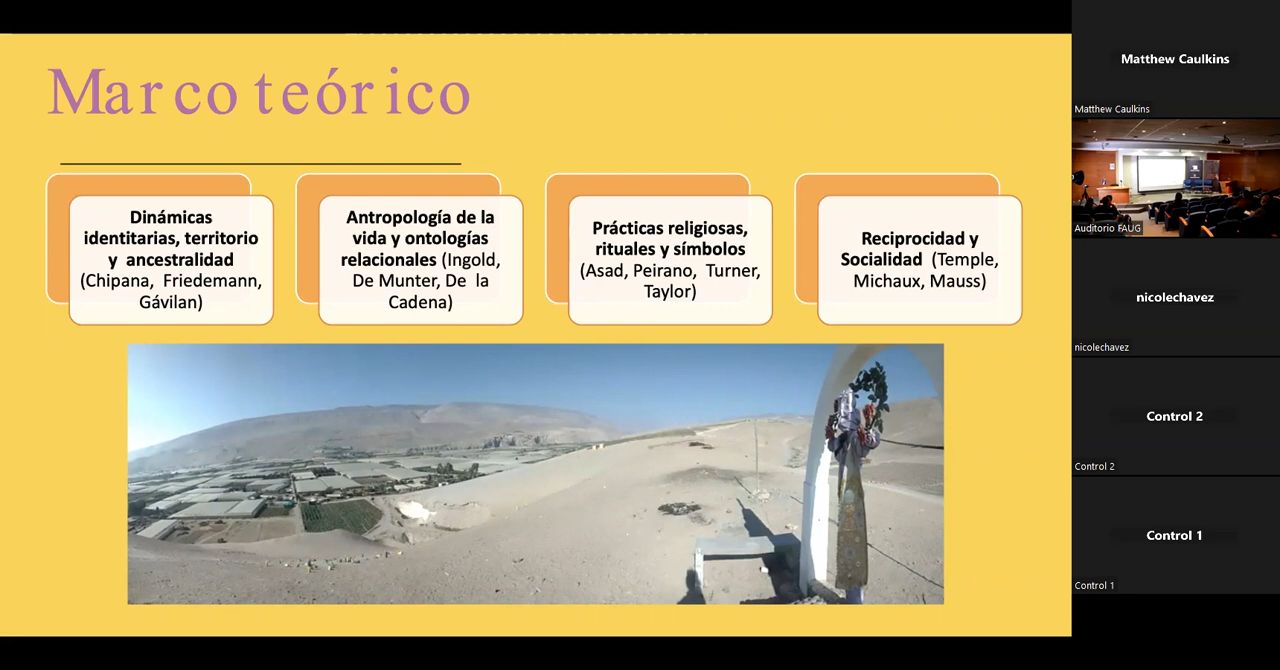 Marco teórico
Dinámicas
identitarias, territorio
y ancestralidad
(Chipana, Friedemann,
Gávilan)
Antropología de la
vida y ontologías
relacionales (Ingold,
De Munter, De la
Cadena)
Prácticas religiosas,
rituales y símbolos
(Asad, Peirano, Turner,
Taylor)
Reciprocidad y
Socialidad (Temple,
Michaux, Mauss)
Matthew Caulkins
Matthew Caulkins
Auditorio FAUG
nicolechavez
nicolechavez
Control 2
Control 2
Control 1
Control 1